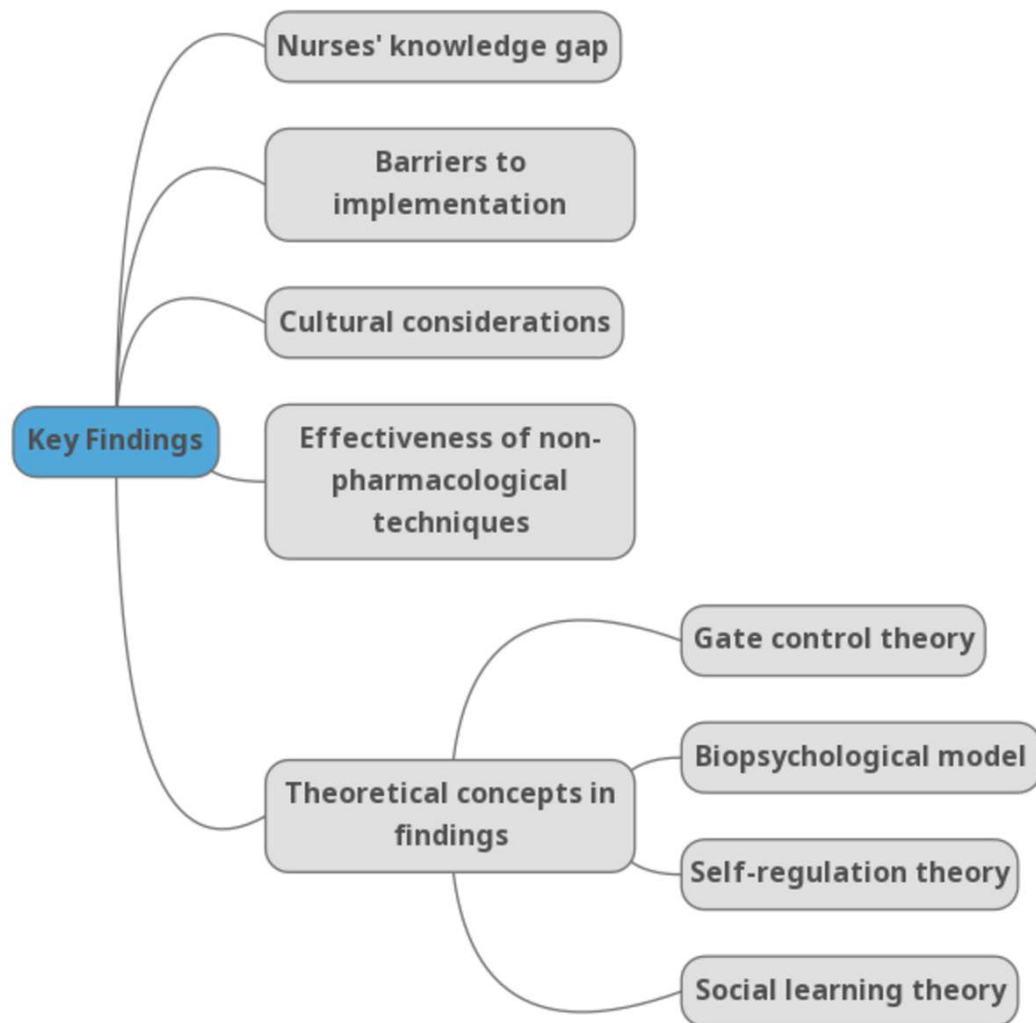 Nurses' knowledge gap
Barriers to
implementation
Cultural considerations
Key Findings
Effectiveness of non-
pharmacological
techniques
Gate control theory
Biopsychological model
Theoretical concepts in
findings
Self-regulation theory
Social learning theory